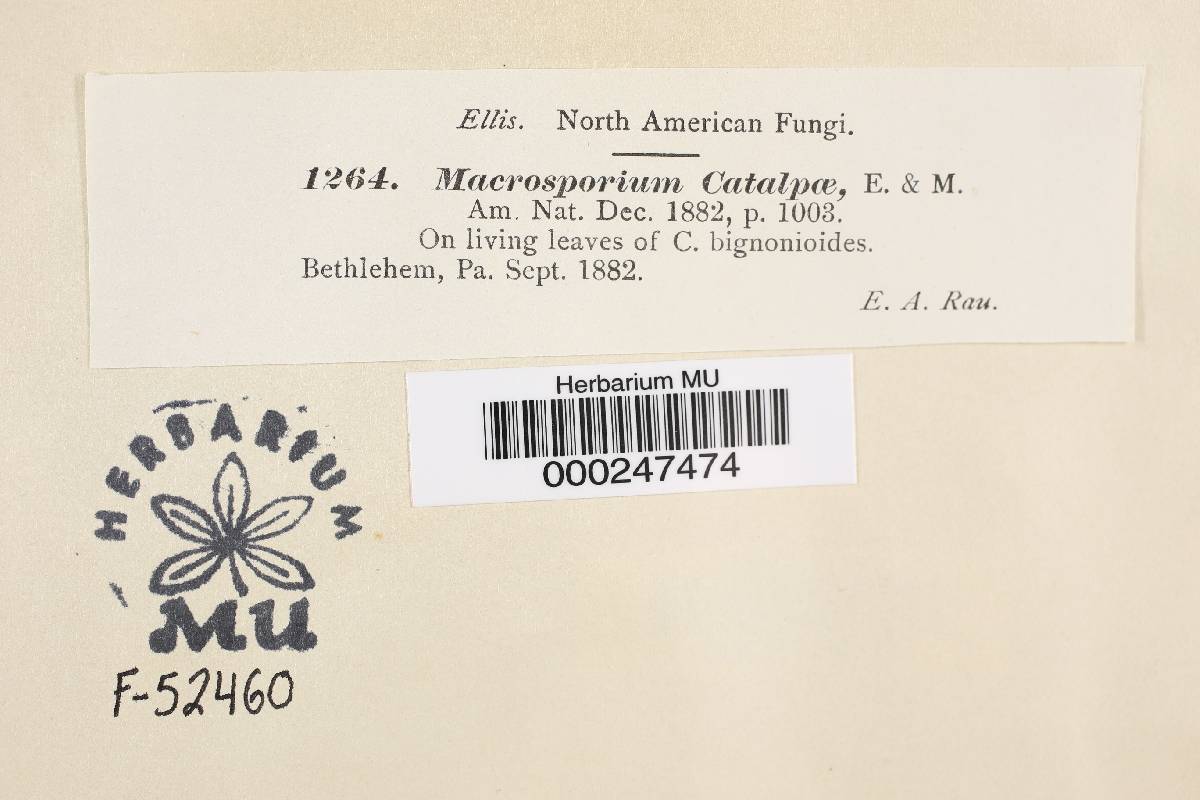 Ellis. North American Fungi.
1264. Macrosporium Catalpæ, E. & M.
Am. Nat. Dec. 1882, p. 1003.
On living leaves of C. bignonioides.
Bethlehem, Pa. Sept. 1882.
E. A. Rau.
Herbarium MU
000247474
HERBARIUM
MU
F-52460